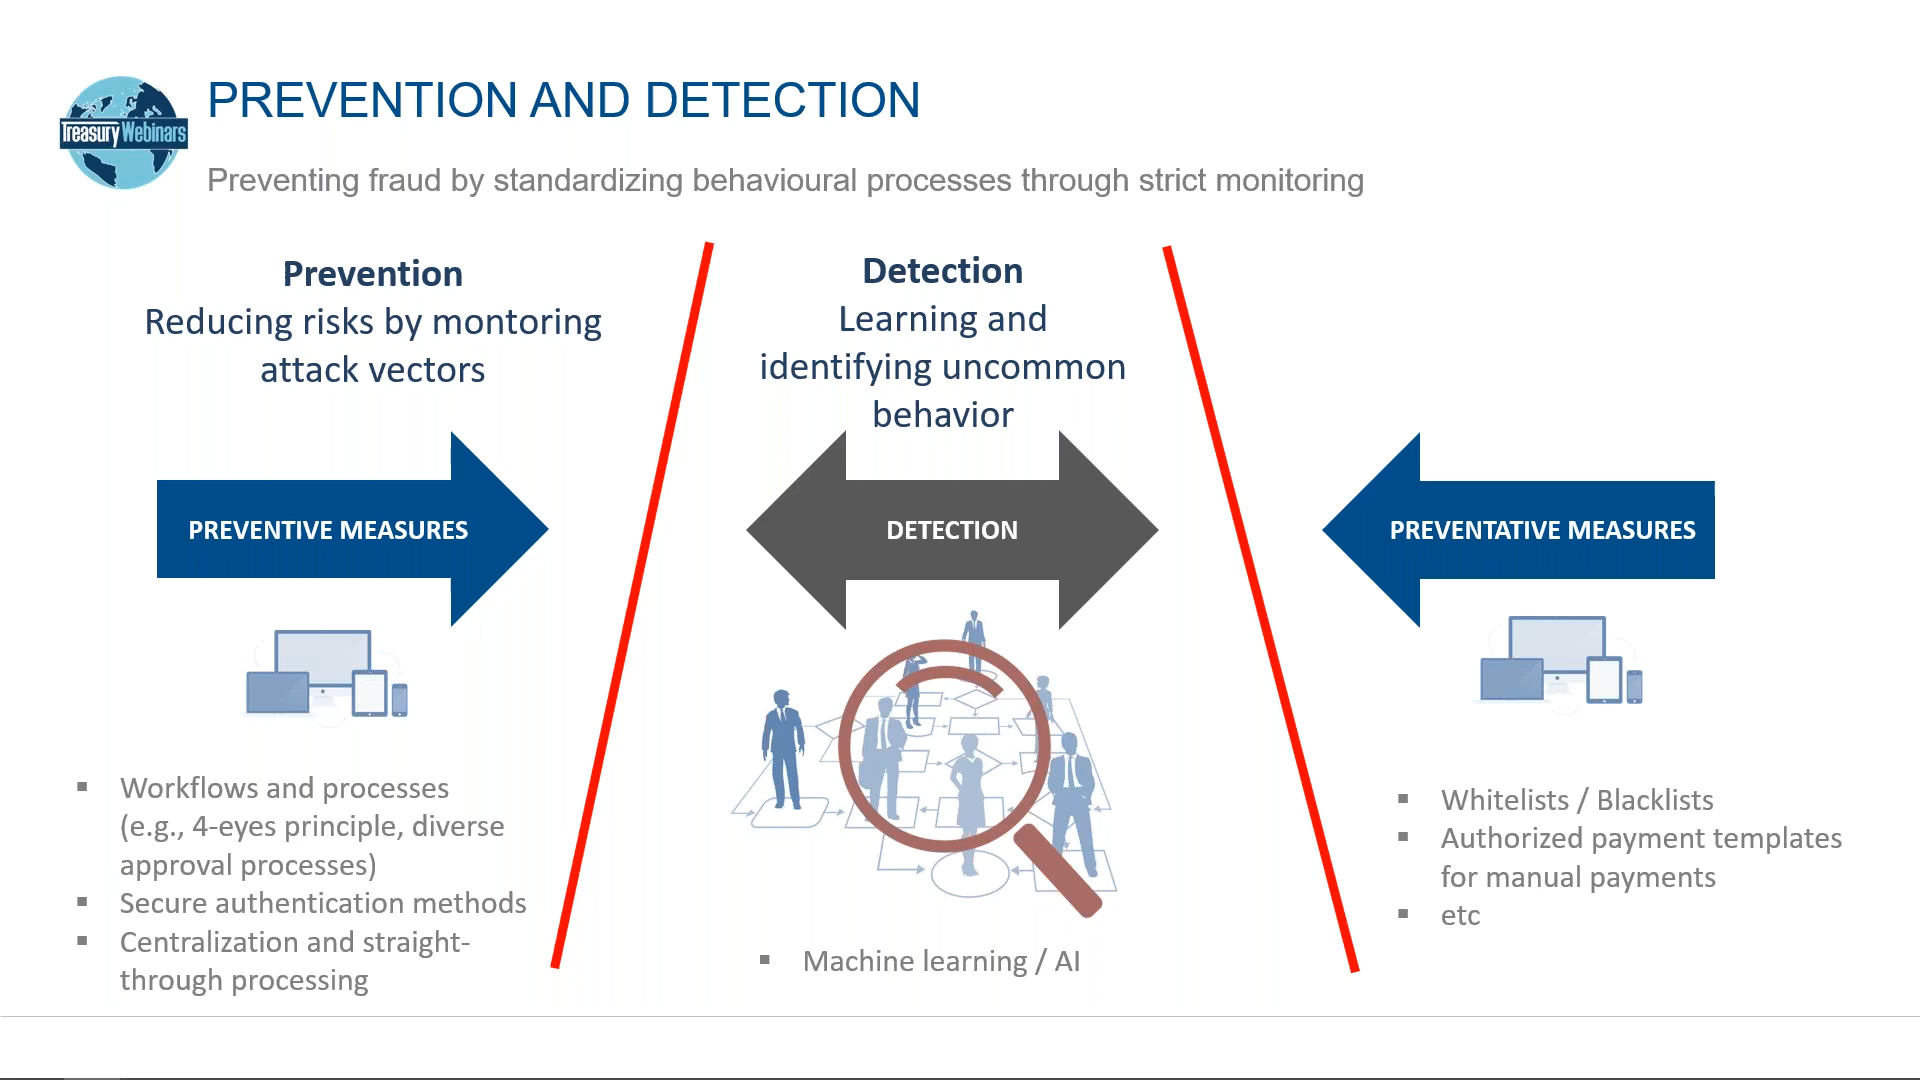 PREVENTION AND DETECTION
Treasury Webinars
Preventing fraud by standardizing behavioural processes through strict monitoring
Prevention
Reducing risks by montoring
attack vectors
Detection
Learning and
identifying uncommon
behavior
PREVENTIVE MEASURES
DETECTION
PREVENTATIVE MEASURES
▪ Workflows and processes
(e.g., 4-eyes principle, diverse
approval processes)
▪ Secure authentication methods
▪ Centralization and straight-
through processing
▪ Machine learning / AI
▪ Whitelists / Blacklists
▪ Authorized payment templates
for manual payments
▪ etc